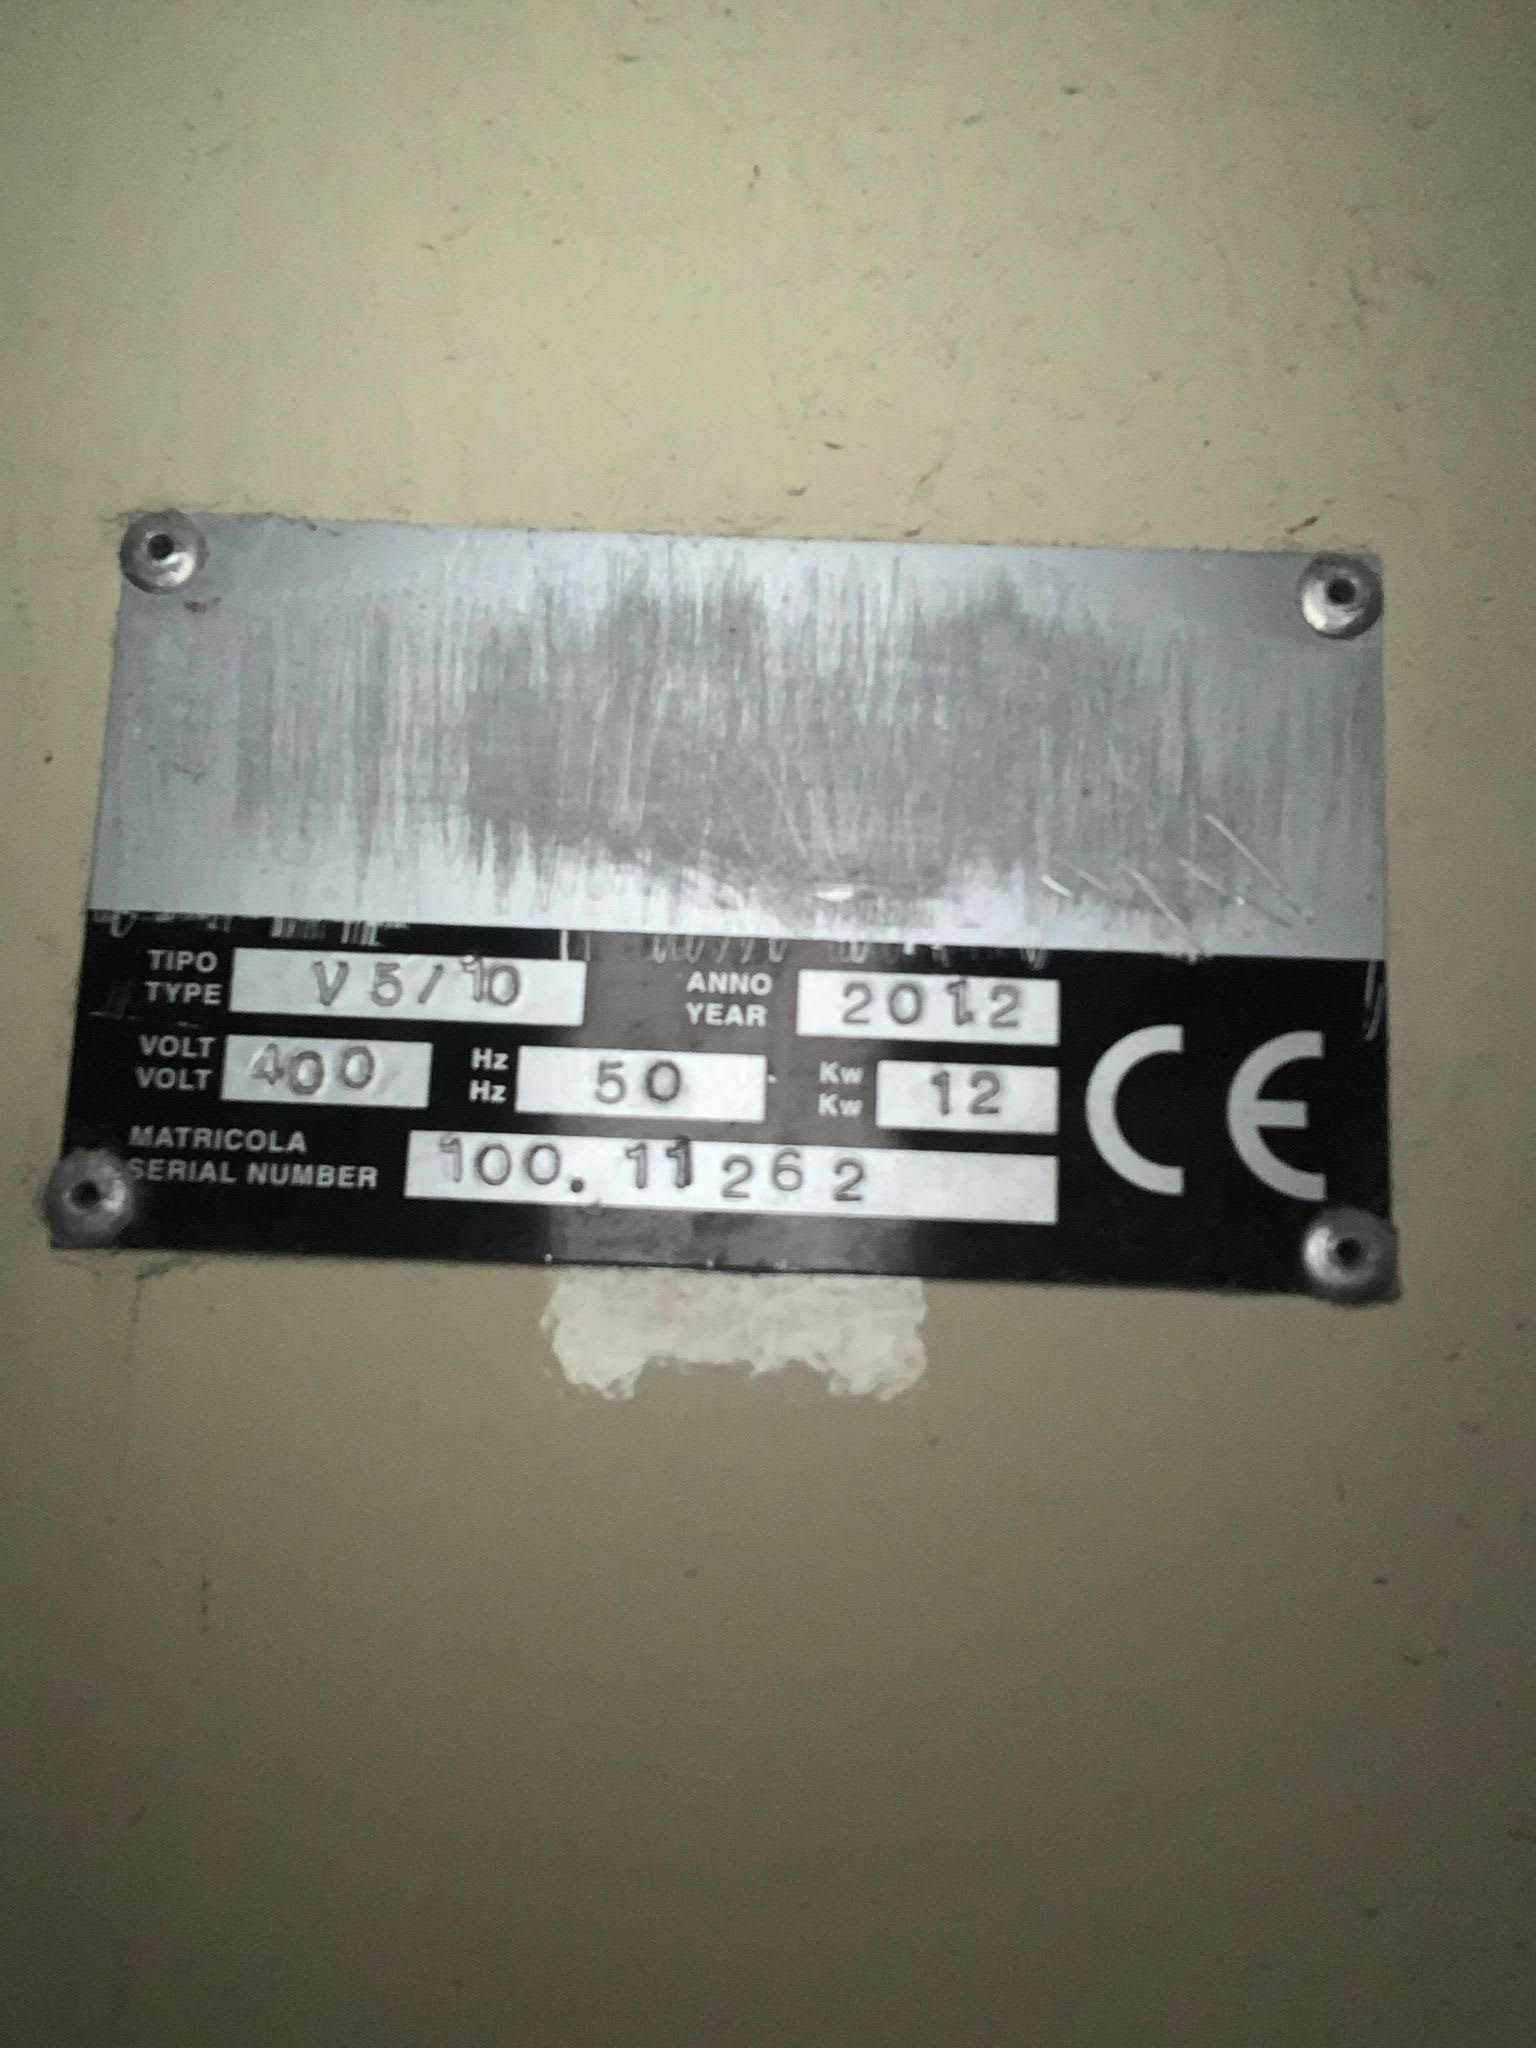 TIPO
TYPE
V 5/10
ANNO
YEAR
2012
VOLT
VOLT
400
Hz
Hz
50
Kw
Kw
12
CE
MATRICOLA
SERIAL NUMBER
100.11262